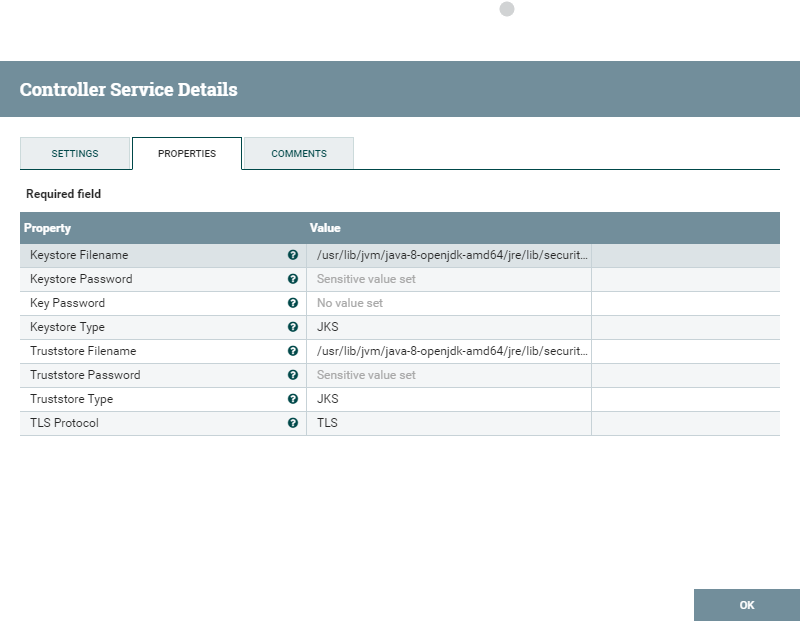 Controller Service Details
SETTINGS PROPERTIES COMMENTS
Required field
Property Value
Keystore Filename ? /usr/lib/jvm/java-8-openjdk-amd64/jre/lib/securit...
Keystore Password ? Sensitive value set
Key Password ? No value set
Keystore Type ? JKS
Truststore Filename ? /usr/lib/jvm/java-8-openjdk-amd64/jre/lib/securit...
Truststore Password ? Sensitive value set
Truststore Type ? JKS
TLS Protocol ? TLS
OK